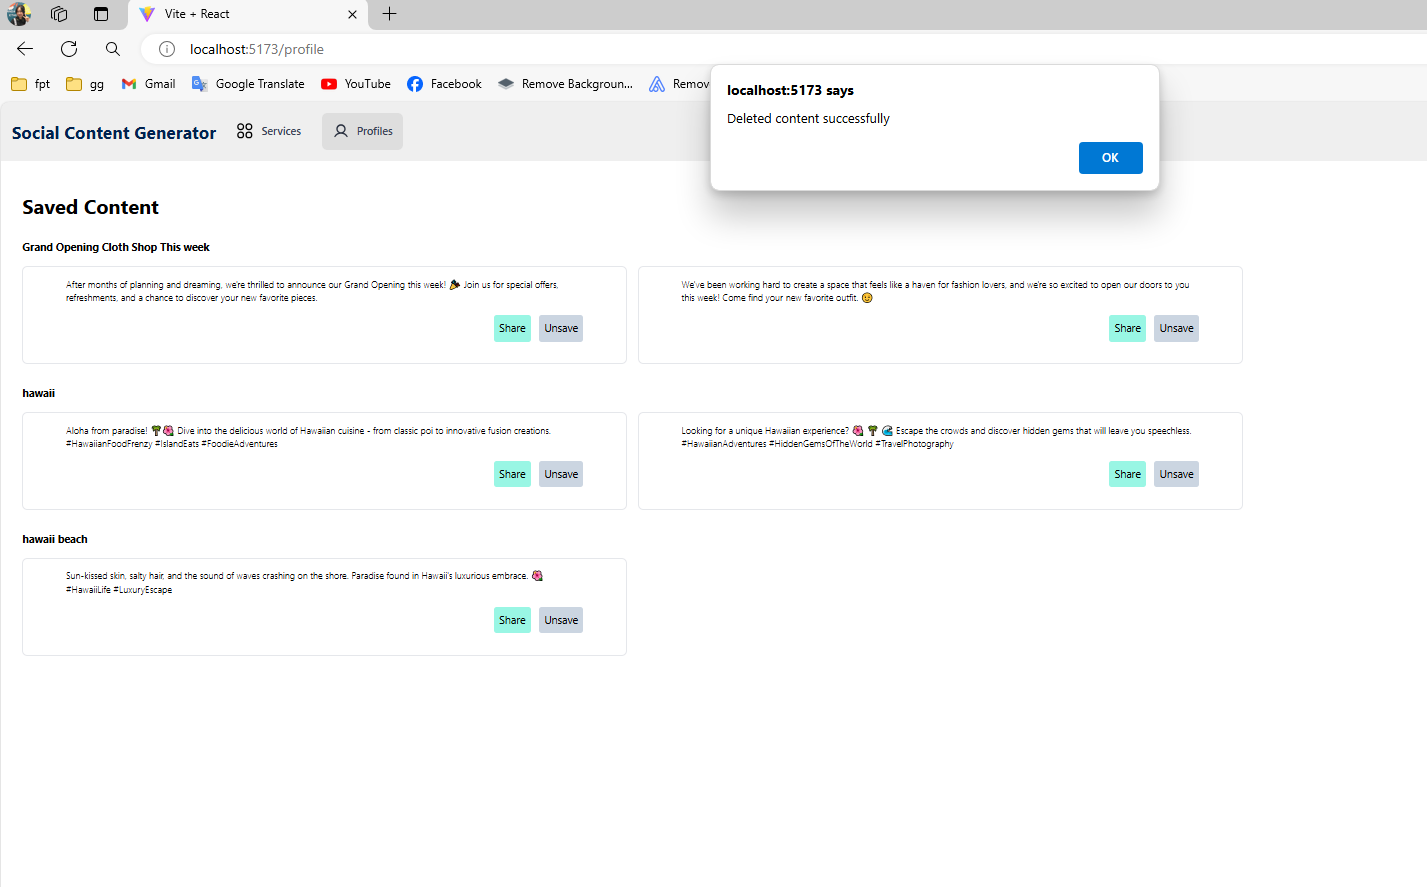 Vite + React
localhost:5173/profile
fpt
gg
Gmail
Google Translate
YouTube
Facebook
Remove Backgroun...
Remov
localhost:5173 says
Deleted content successfully
OK
Social Content Generator
Services
Profiles
Saved Content
Grand Opening Cloth Shop This week
After months of planning and dreaming, we're thrilled to announce our Grand Opening this week! 🎉 Join us for special offers,
refreshments, and a chance to discover your new favorite pieces.
Share
Unsave
We've been working hard to create a space that feels like a haven for fashion lovers, and we're so excited to open our doors to you
this week! Come find your new favorite outfit. 😉
Share
Unsave
hawaii
Aloha from paradise! 🌴🌺 Dive into the delicious world of Hawaiian cuisine - from classic poi to innovative fusion creations.
#HawaiianFoodFrenzy #IslandEats #FoodieAdventures
Share
Unsave
Looking for a unique Hawaiian experience? 🌺 🌴 🌊 Escape the crowds and discover hidden gems that will leave you speechless.
#HawaiianAdventures #HiddenGemsOfTheWorld #TravelPhotography
Share
Unsave
hawaii beach
Sun-kissed skin, salty hair, and the sound of waves crashing on the shore. Paradise found in Hawaii's luxurious embrace. 🌺
#HawaiiLife #LuxuryEscape
Share
Unsave